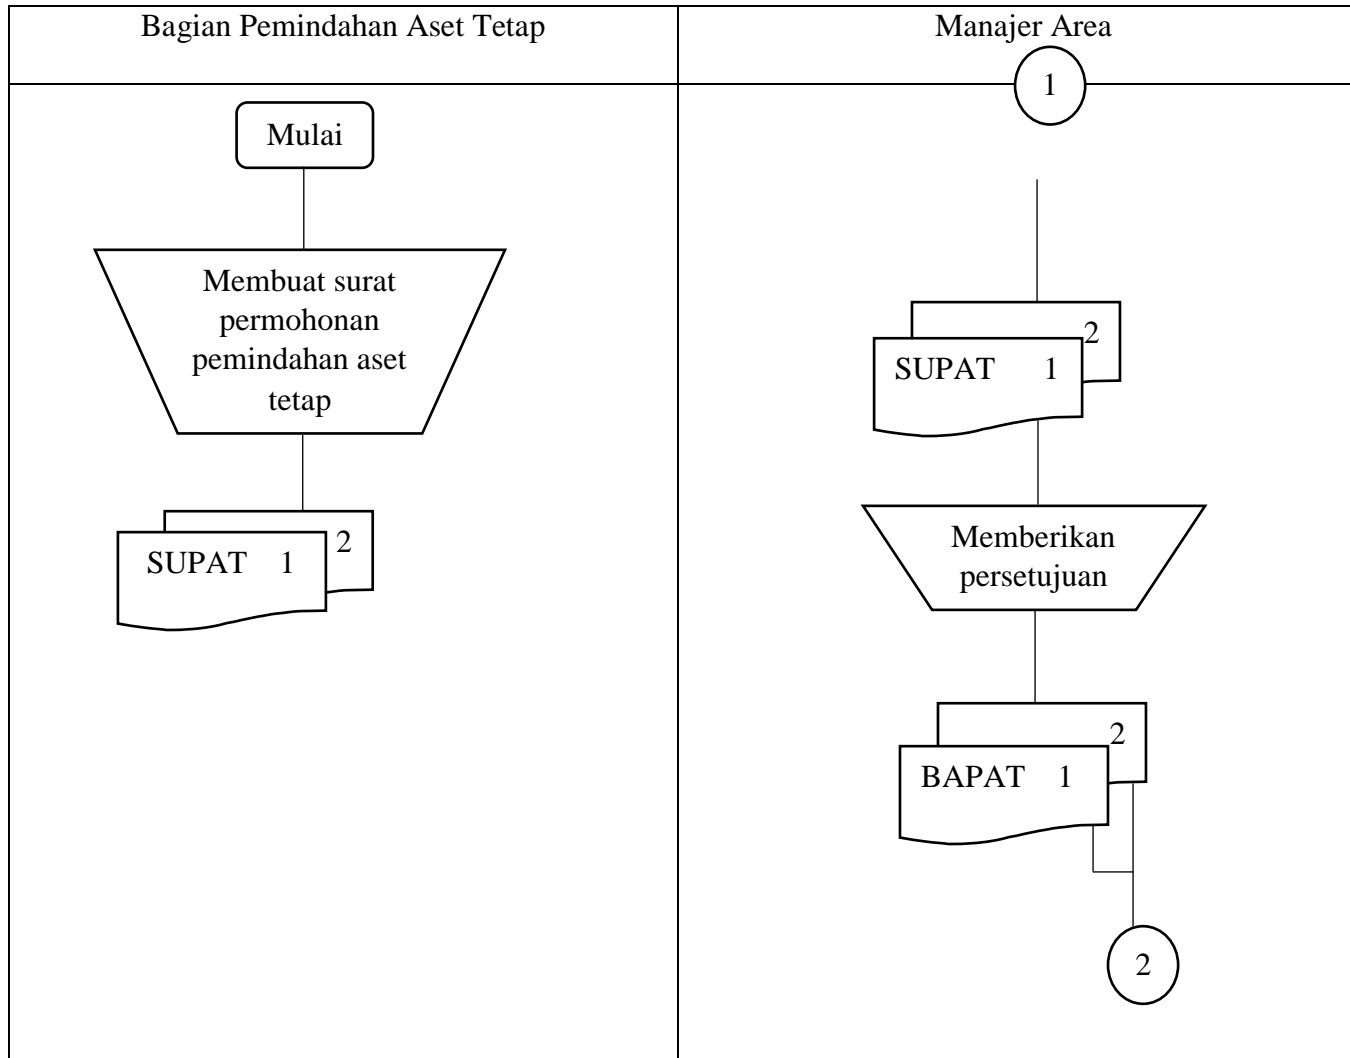 Bagian Pemindahan Aset Tetap
Manajer Area
1
Mulai
Membuat surat
permohonan
pemindahan aset
tetap
2
SUPAT 1
2
SUPAT 1
Memberikan
persetujuan
2
BAPAT 1
2